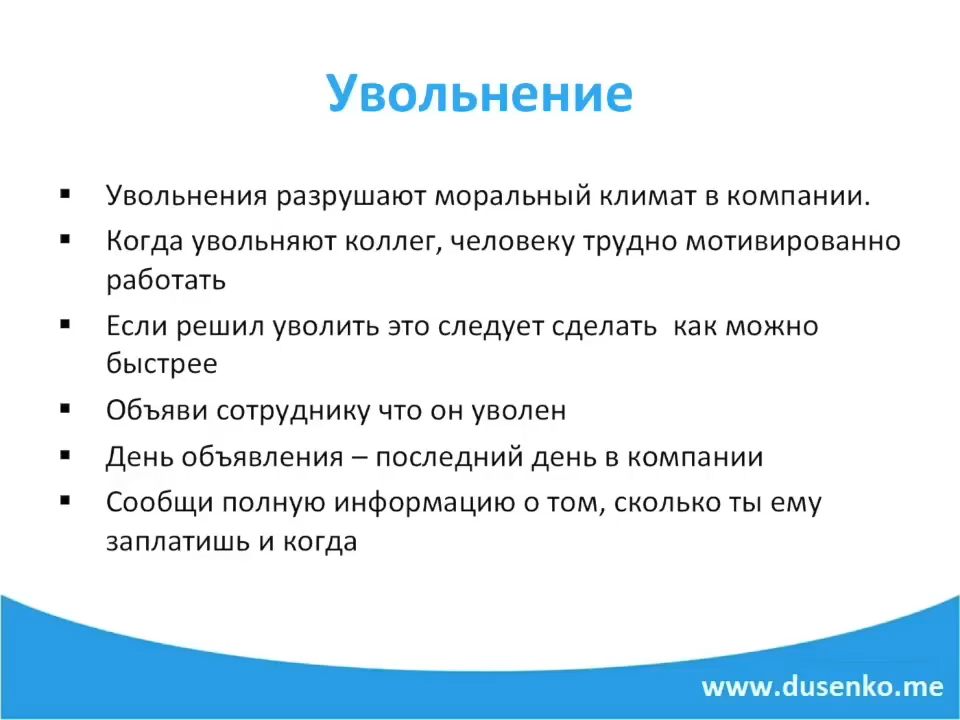 Увольнение
▪ Увольнения разрушают моральный климат в компании.
▪ Когда увольняют коллег, человеку трудно мотивированно
работать
▪ Если решил уволить это следует сделать  как можно
быстрее
▪ Объяви сотруднику что он уволен
▪ День объявления – последний день в компании
▪ Сообщи полную информацию о том, сколько ты ему
заплатишь и когда
www.dusenko.me